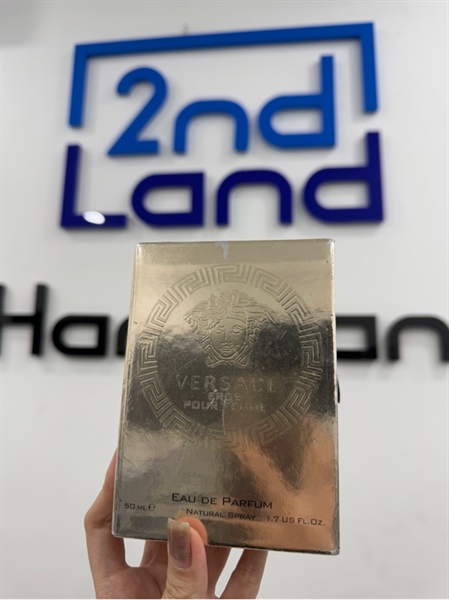 2nd
Land
VERSACE
EROS
POUR FEMME
EAU DE PARFUM
50 ML ℮
NATURAL SPRAY 1.7 US FL.OZ.